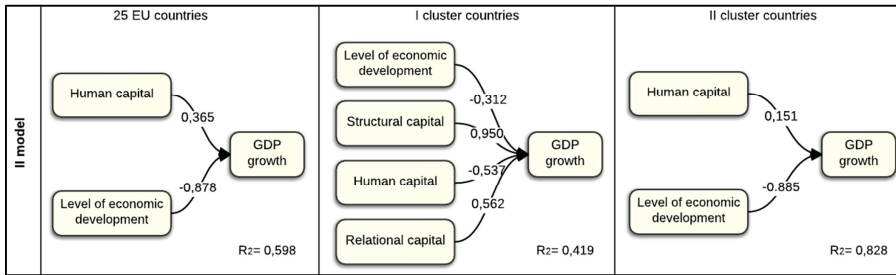 II model
25 EU countries
Human capital
0,365
GDP
growth
-0,878
Level of economic
development
R2= 0,598
I cluster countries
Level of economic
development
-0,312
Structural capital
0,950
GDP
growth
Human capital
-0,537
0,562
Relational capital
R2= 0,419
II cluster countries
Human capital
0,151
GDP
growth
-0.885
Level of economic
development
R2= 0,828